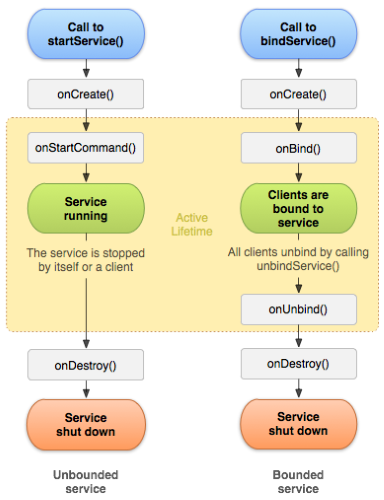 Call to
startService()
onCreate()
onStartCommand()
Service
running
The service is stopped
by itself or a client
onDestroy()
Service
shut down
Unbounded
service
Active
Lifetime
Call to
bindService()
onCreate()
onBind()
Clients are
bound to
service
All clients unbind by calling
unbindService()
onUnbind()
onDestroy()
Service
shut down
Bounded
service